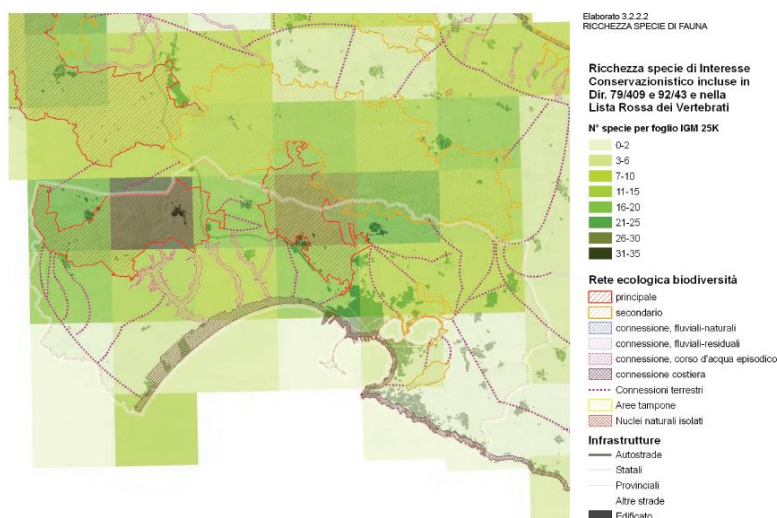 Elaborato 3.2.2.2
RICCHEZZA SPECIE DI FAUNA
Ricchezza specie di Interesse
Conservazionistico incluse in
Dir. 79/409 e 92/43 e nella
Lista Rossa dei Vertebrati
N° specie per foglio IGM 25K
0-2
3-6
7-10
11-15
16-20
21-25
26-30
31-35
Rete ecologica biodiversità
principale
secondario
connessione, fluviali-naturali
connessione, fluviali-residuali
connessione, corso d'acqua episodico
connessione costiera
Connessioni terrestri
Aree tampone
Nuclei naturali isolati
Infrastrutture
Autostrade
Statali
Provinciali
Altre strade
Edificato